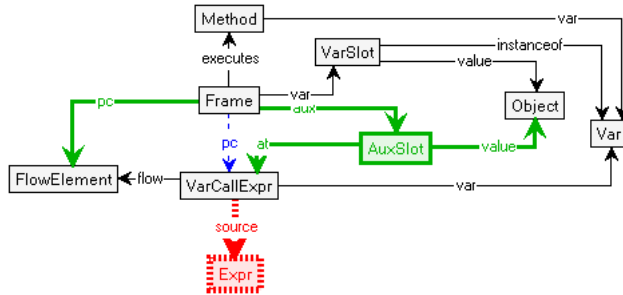 Method
var
executes
VarSlot
instanceof
value
pc
Frame
var
aux
Object
pc
at
AuxSlot
value
Var
FlowElement
flow
VarCallExpr
var
source
Expr